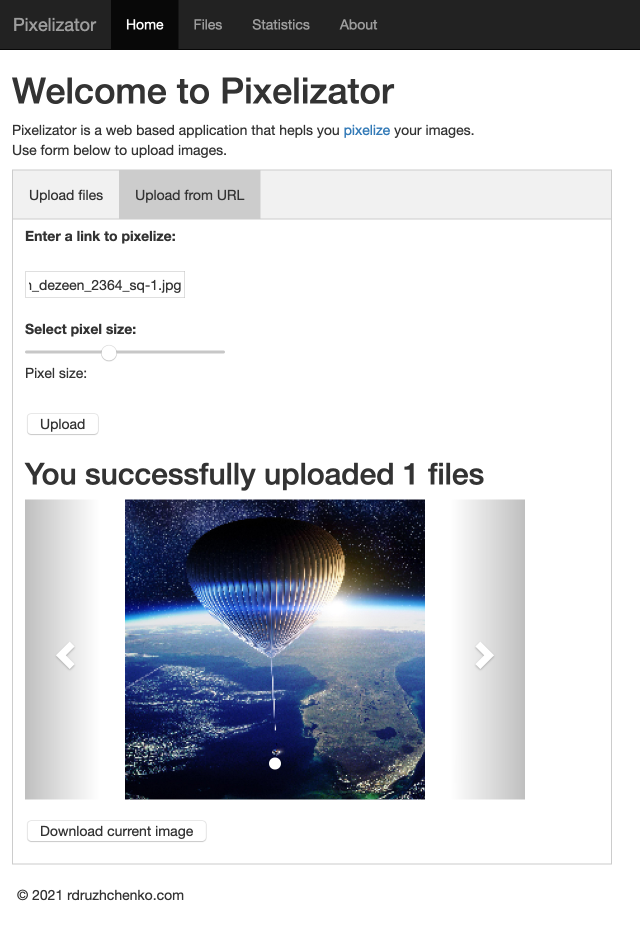 Pixelizator Home Files Statistics About
Welcome to Pixelizator
Pixelizator is a web based application that hepls you pixelize your images.
Use form below to upload images.
Upload files Upload from URL
Enter a link to pixelize:
_dezeen_2364_sq-1.jpg
Select pixel size:
Pixel size:
Upload
You successfully uploaded 1 files
Download current image
© 2021 rdruzhchenko.com